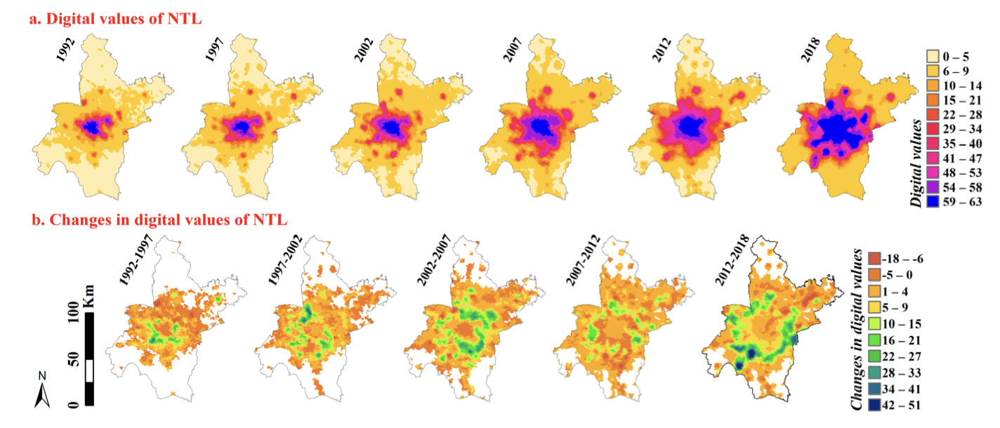 a. Digital values of NTL
1992
1997
2002
2007
2012
2018
Digital values
0 – 5
6 – 9
10 – 14
15 – 21
22 – 28
29 – 34
35 – 40
41 – 47
48 – 53
54 – 58
59 – 63
b. Changes in digital values of NTL
1992-1997
1997-2002
2002-2007
2007-2012
2012-2018
Changes in digital values
-18 – -6
-5 – 0
1 – 4
5 – 9
10 – 15
16 – 21
22 – 27
28 – 33
34 – 41
42 – 51
Km
100
50
0
N